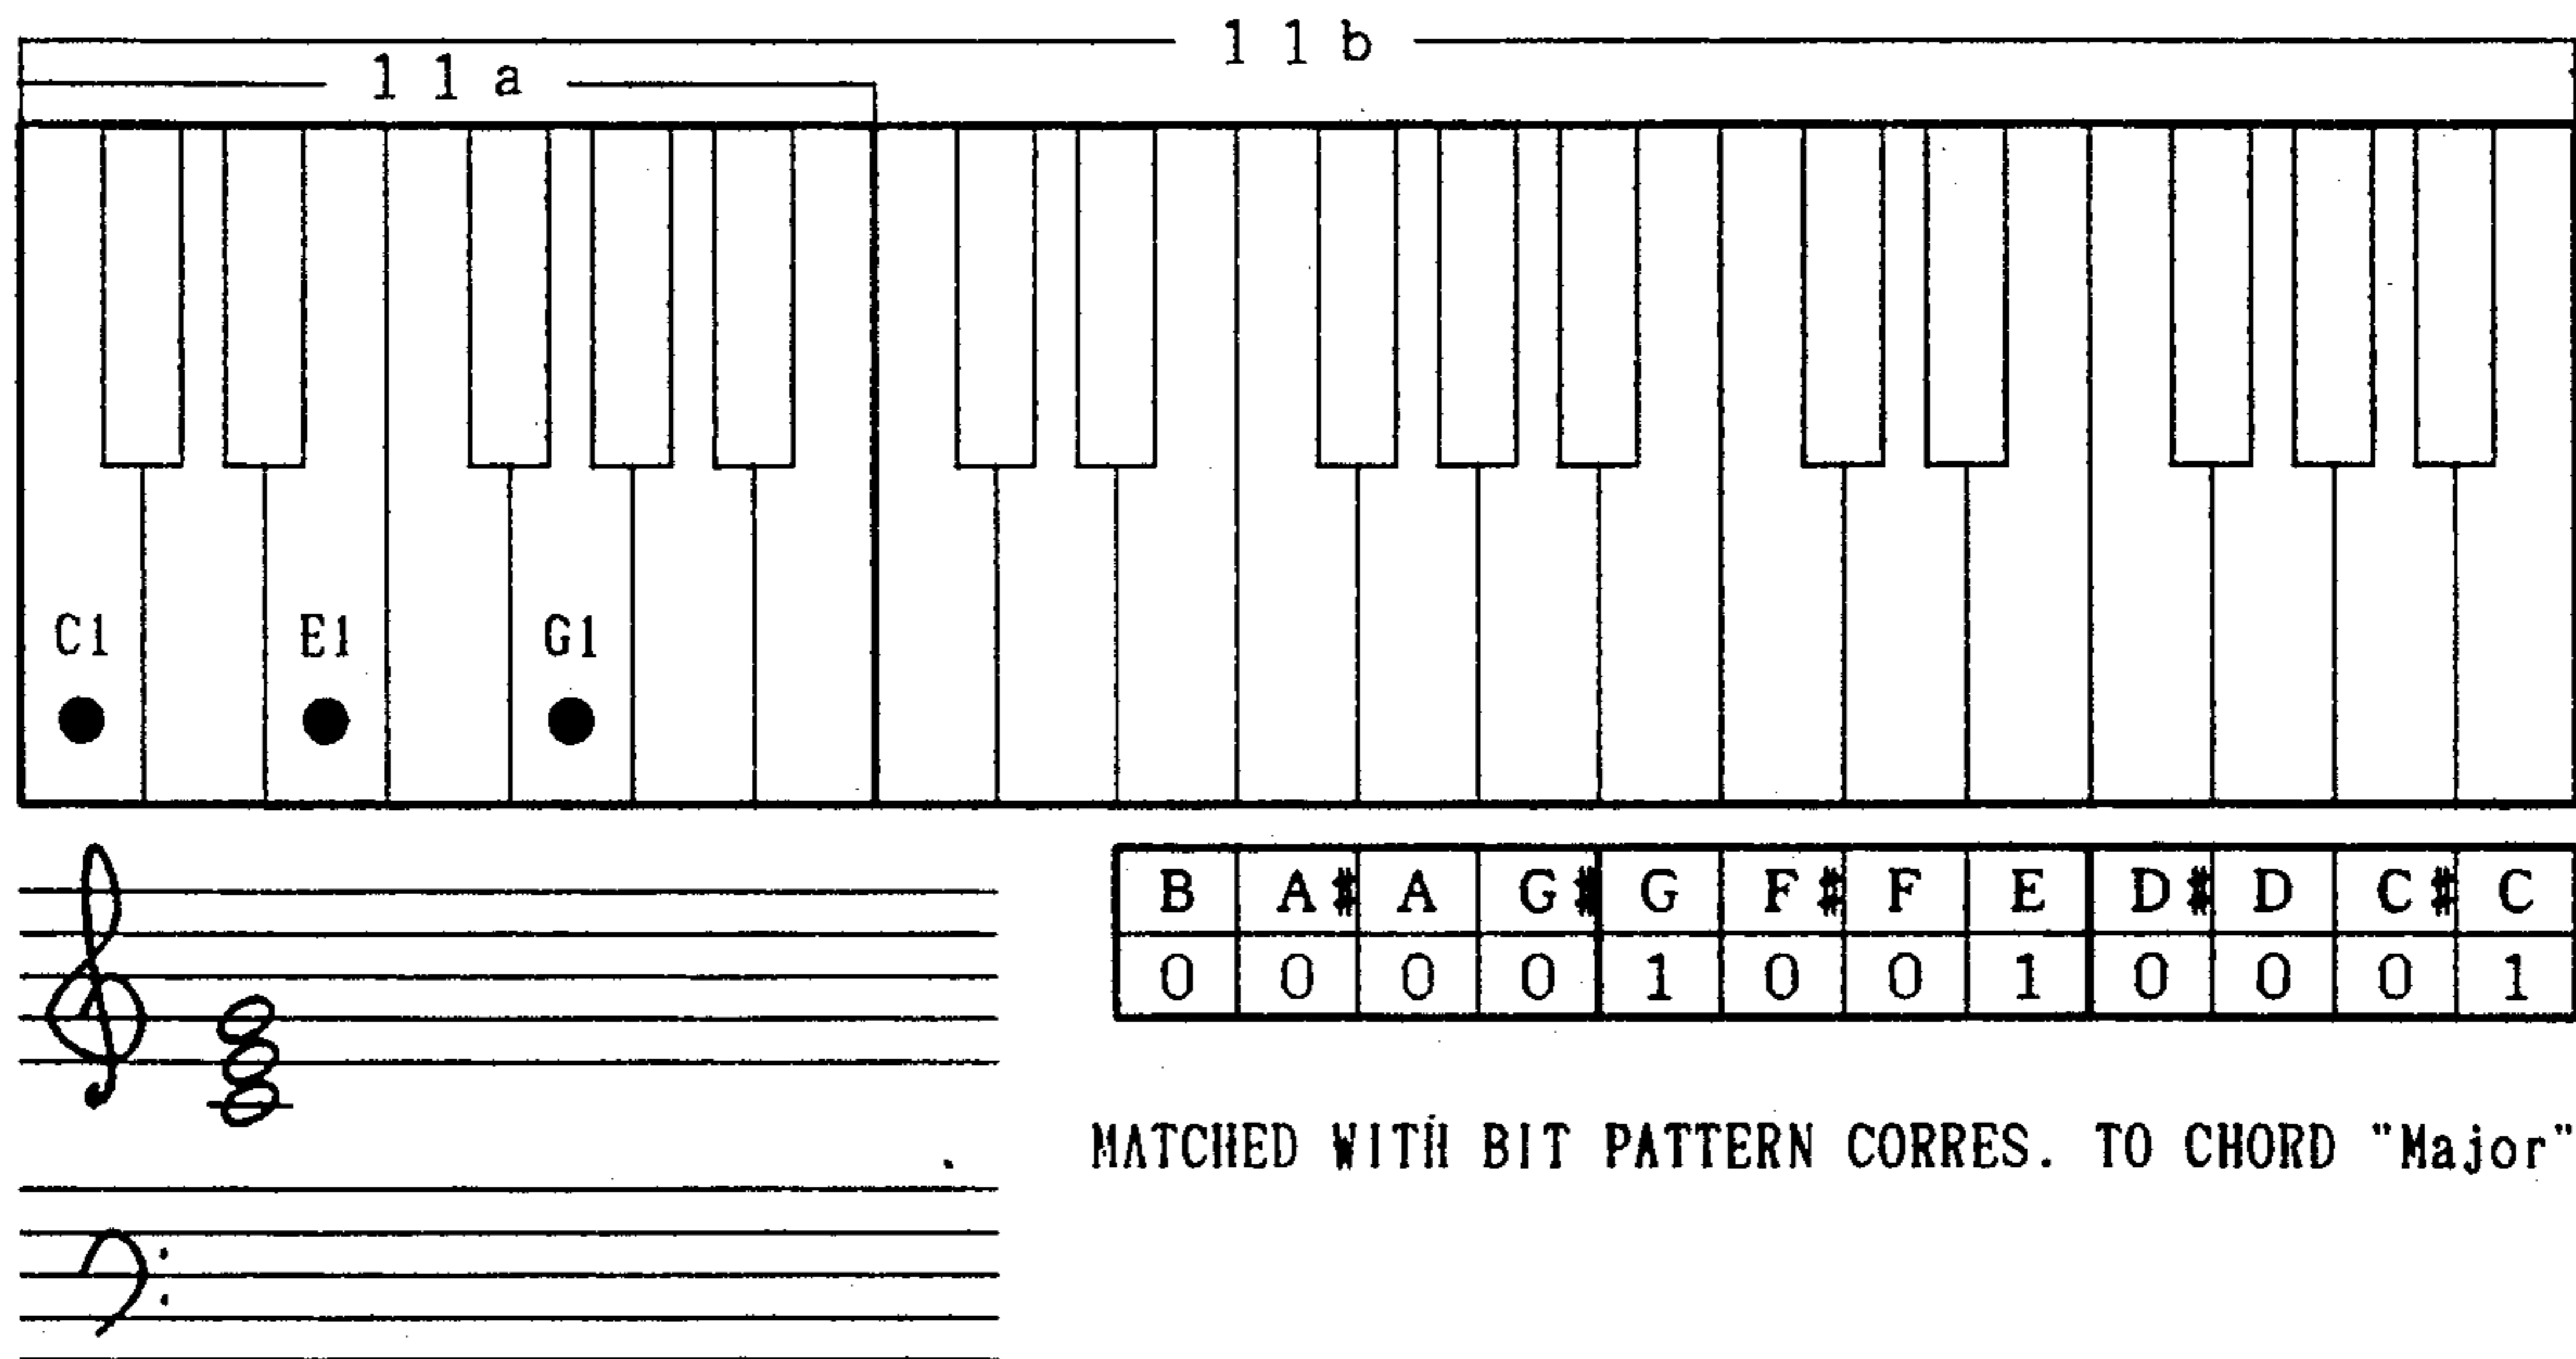 11b
11a
C1 E1 G1
B A# A G# G F# F E D# D C# C
0 0 0 0 1 0 0 1 0 0 0 1
MATCHED WITH BIT PATTERN CORRES. TO CHORD "Major"